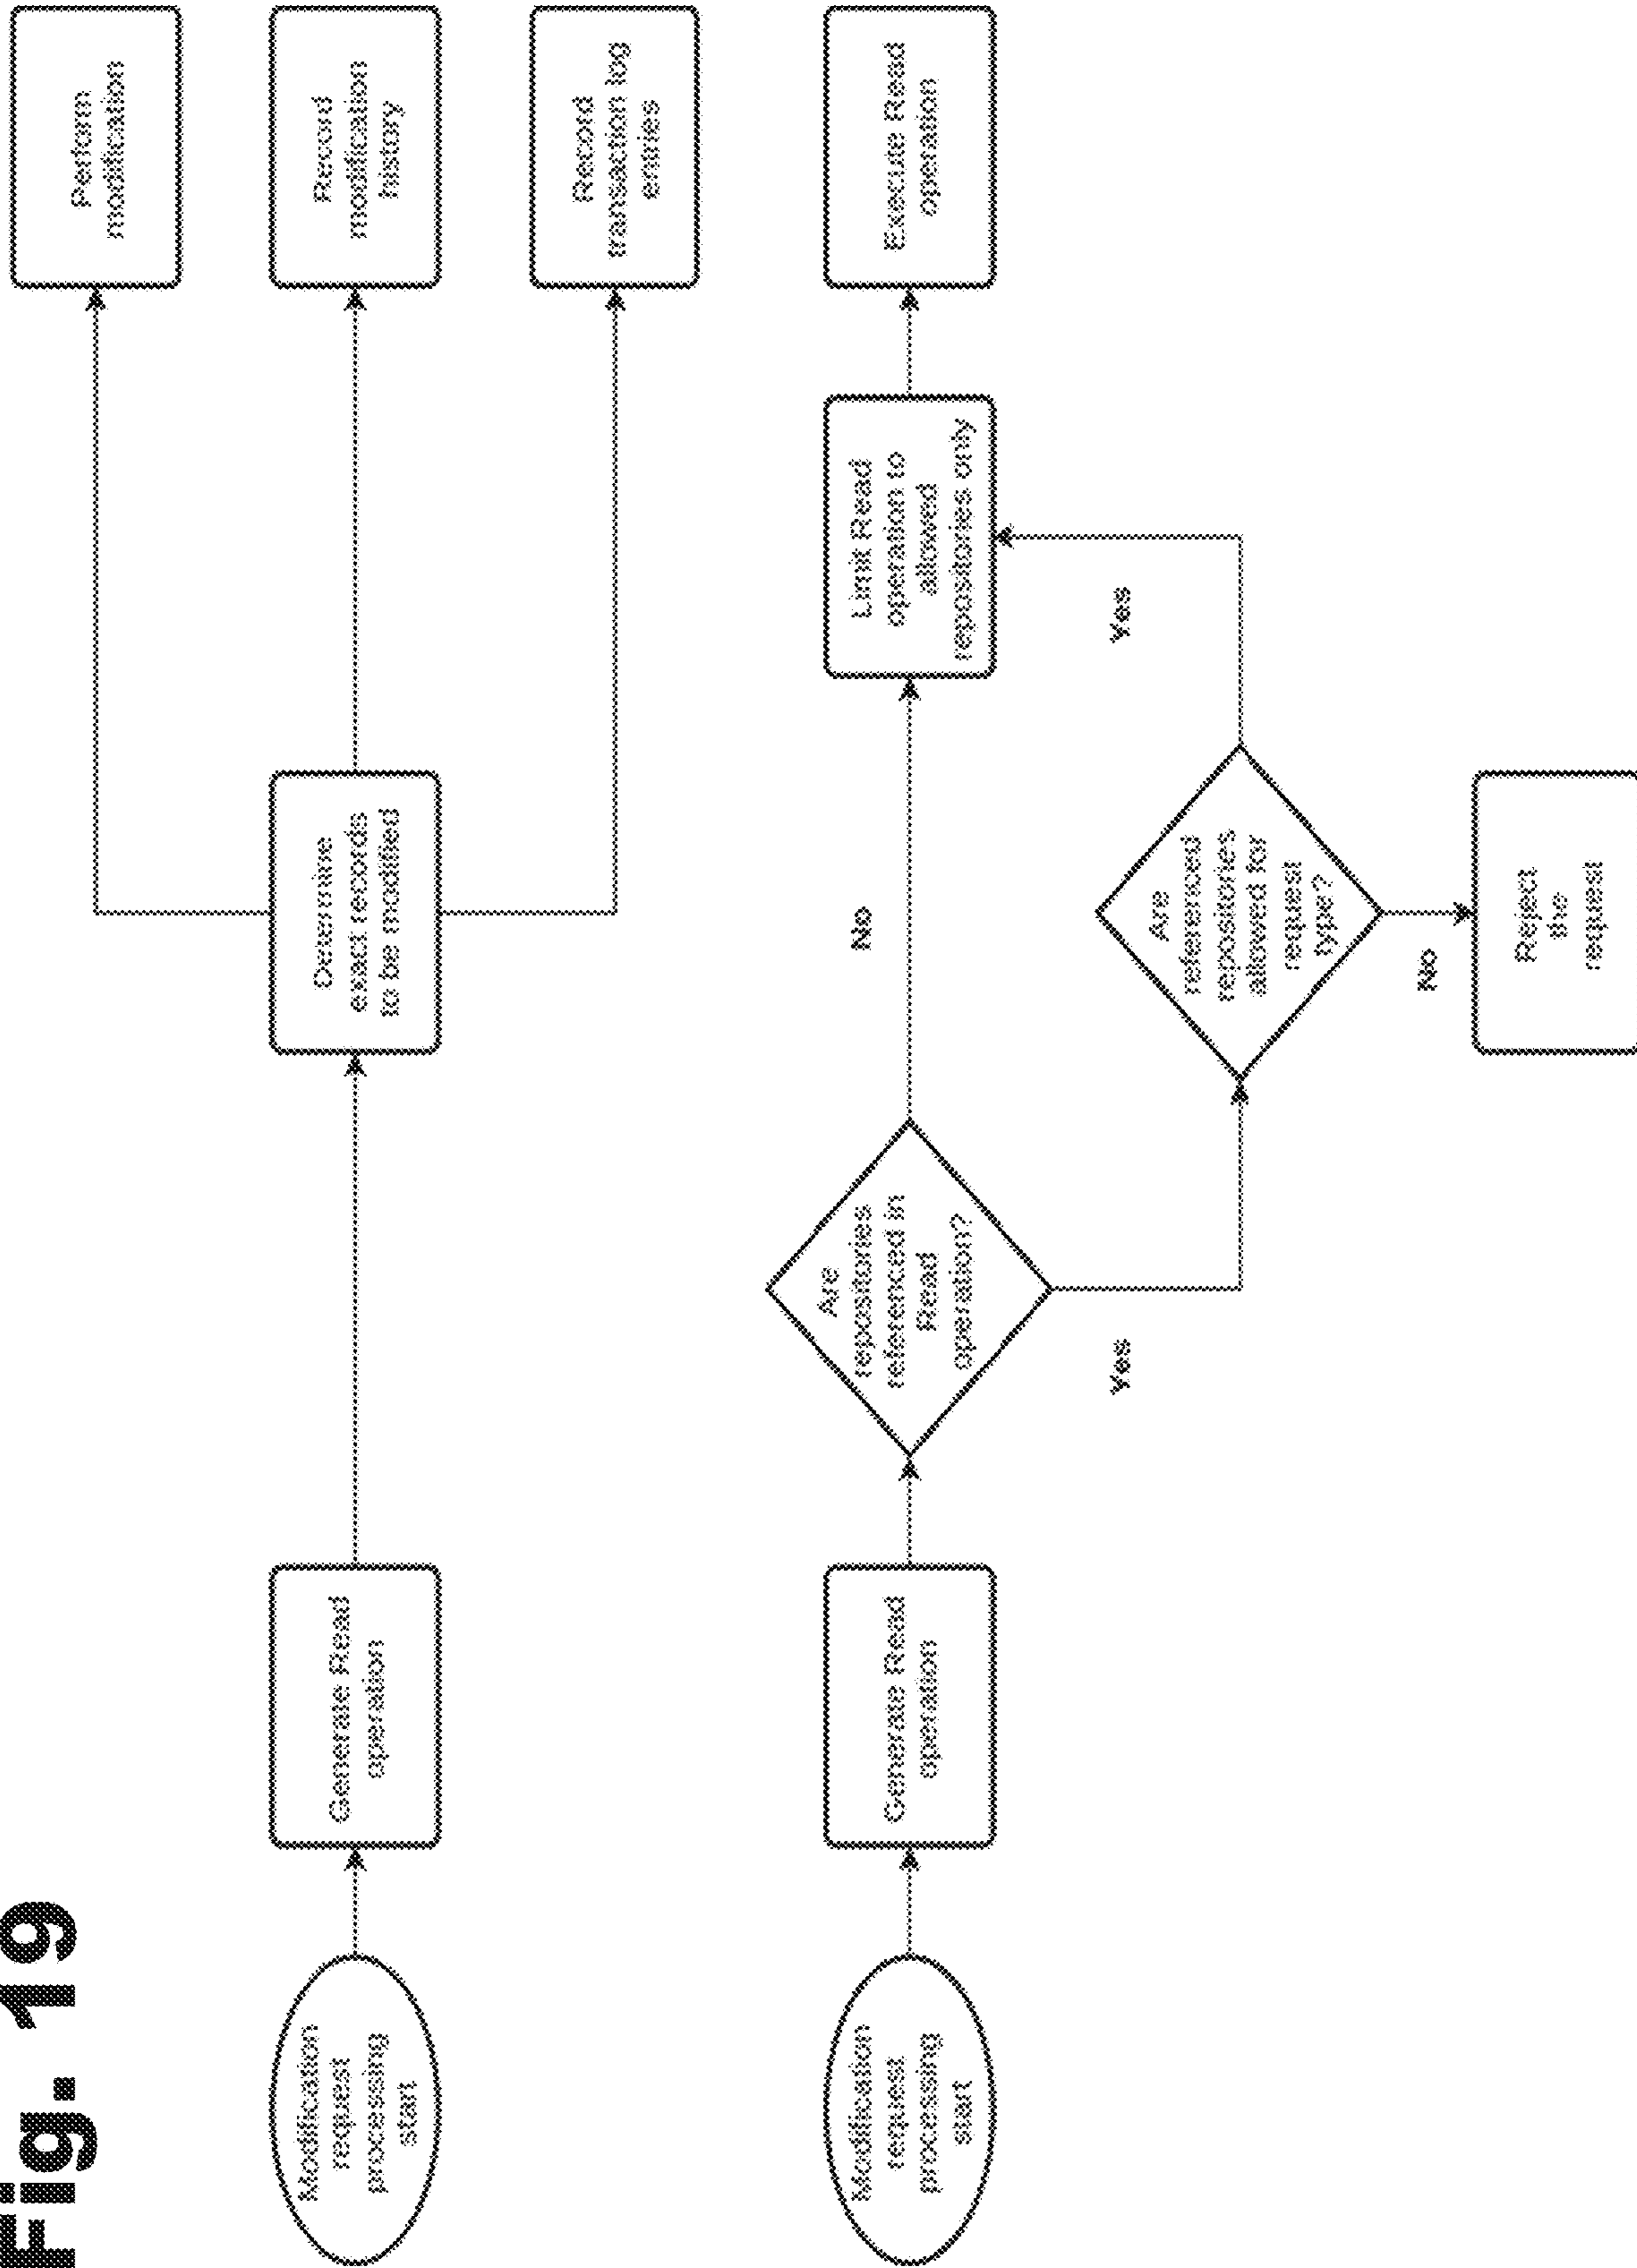 Fig. 19
Modification
request
processing
start
Generate Read
operation
Determine
exact records
to be modified
Perform
modification
Record
modification
history
Record
transaction log
entries
Modification
request
processing
start
Generate Read
operation
Are
repositories
referenced in
Read
operation?
No
Yes
Are
referenced
repositories
allowed for
request
type?
Yes
No
Limit Read
operation to
allowed
repositories only
Execute Read
operation
Reject
the
request